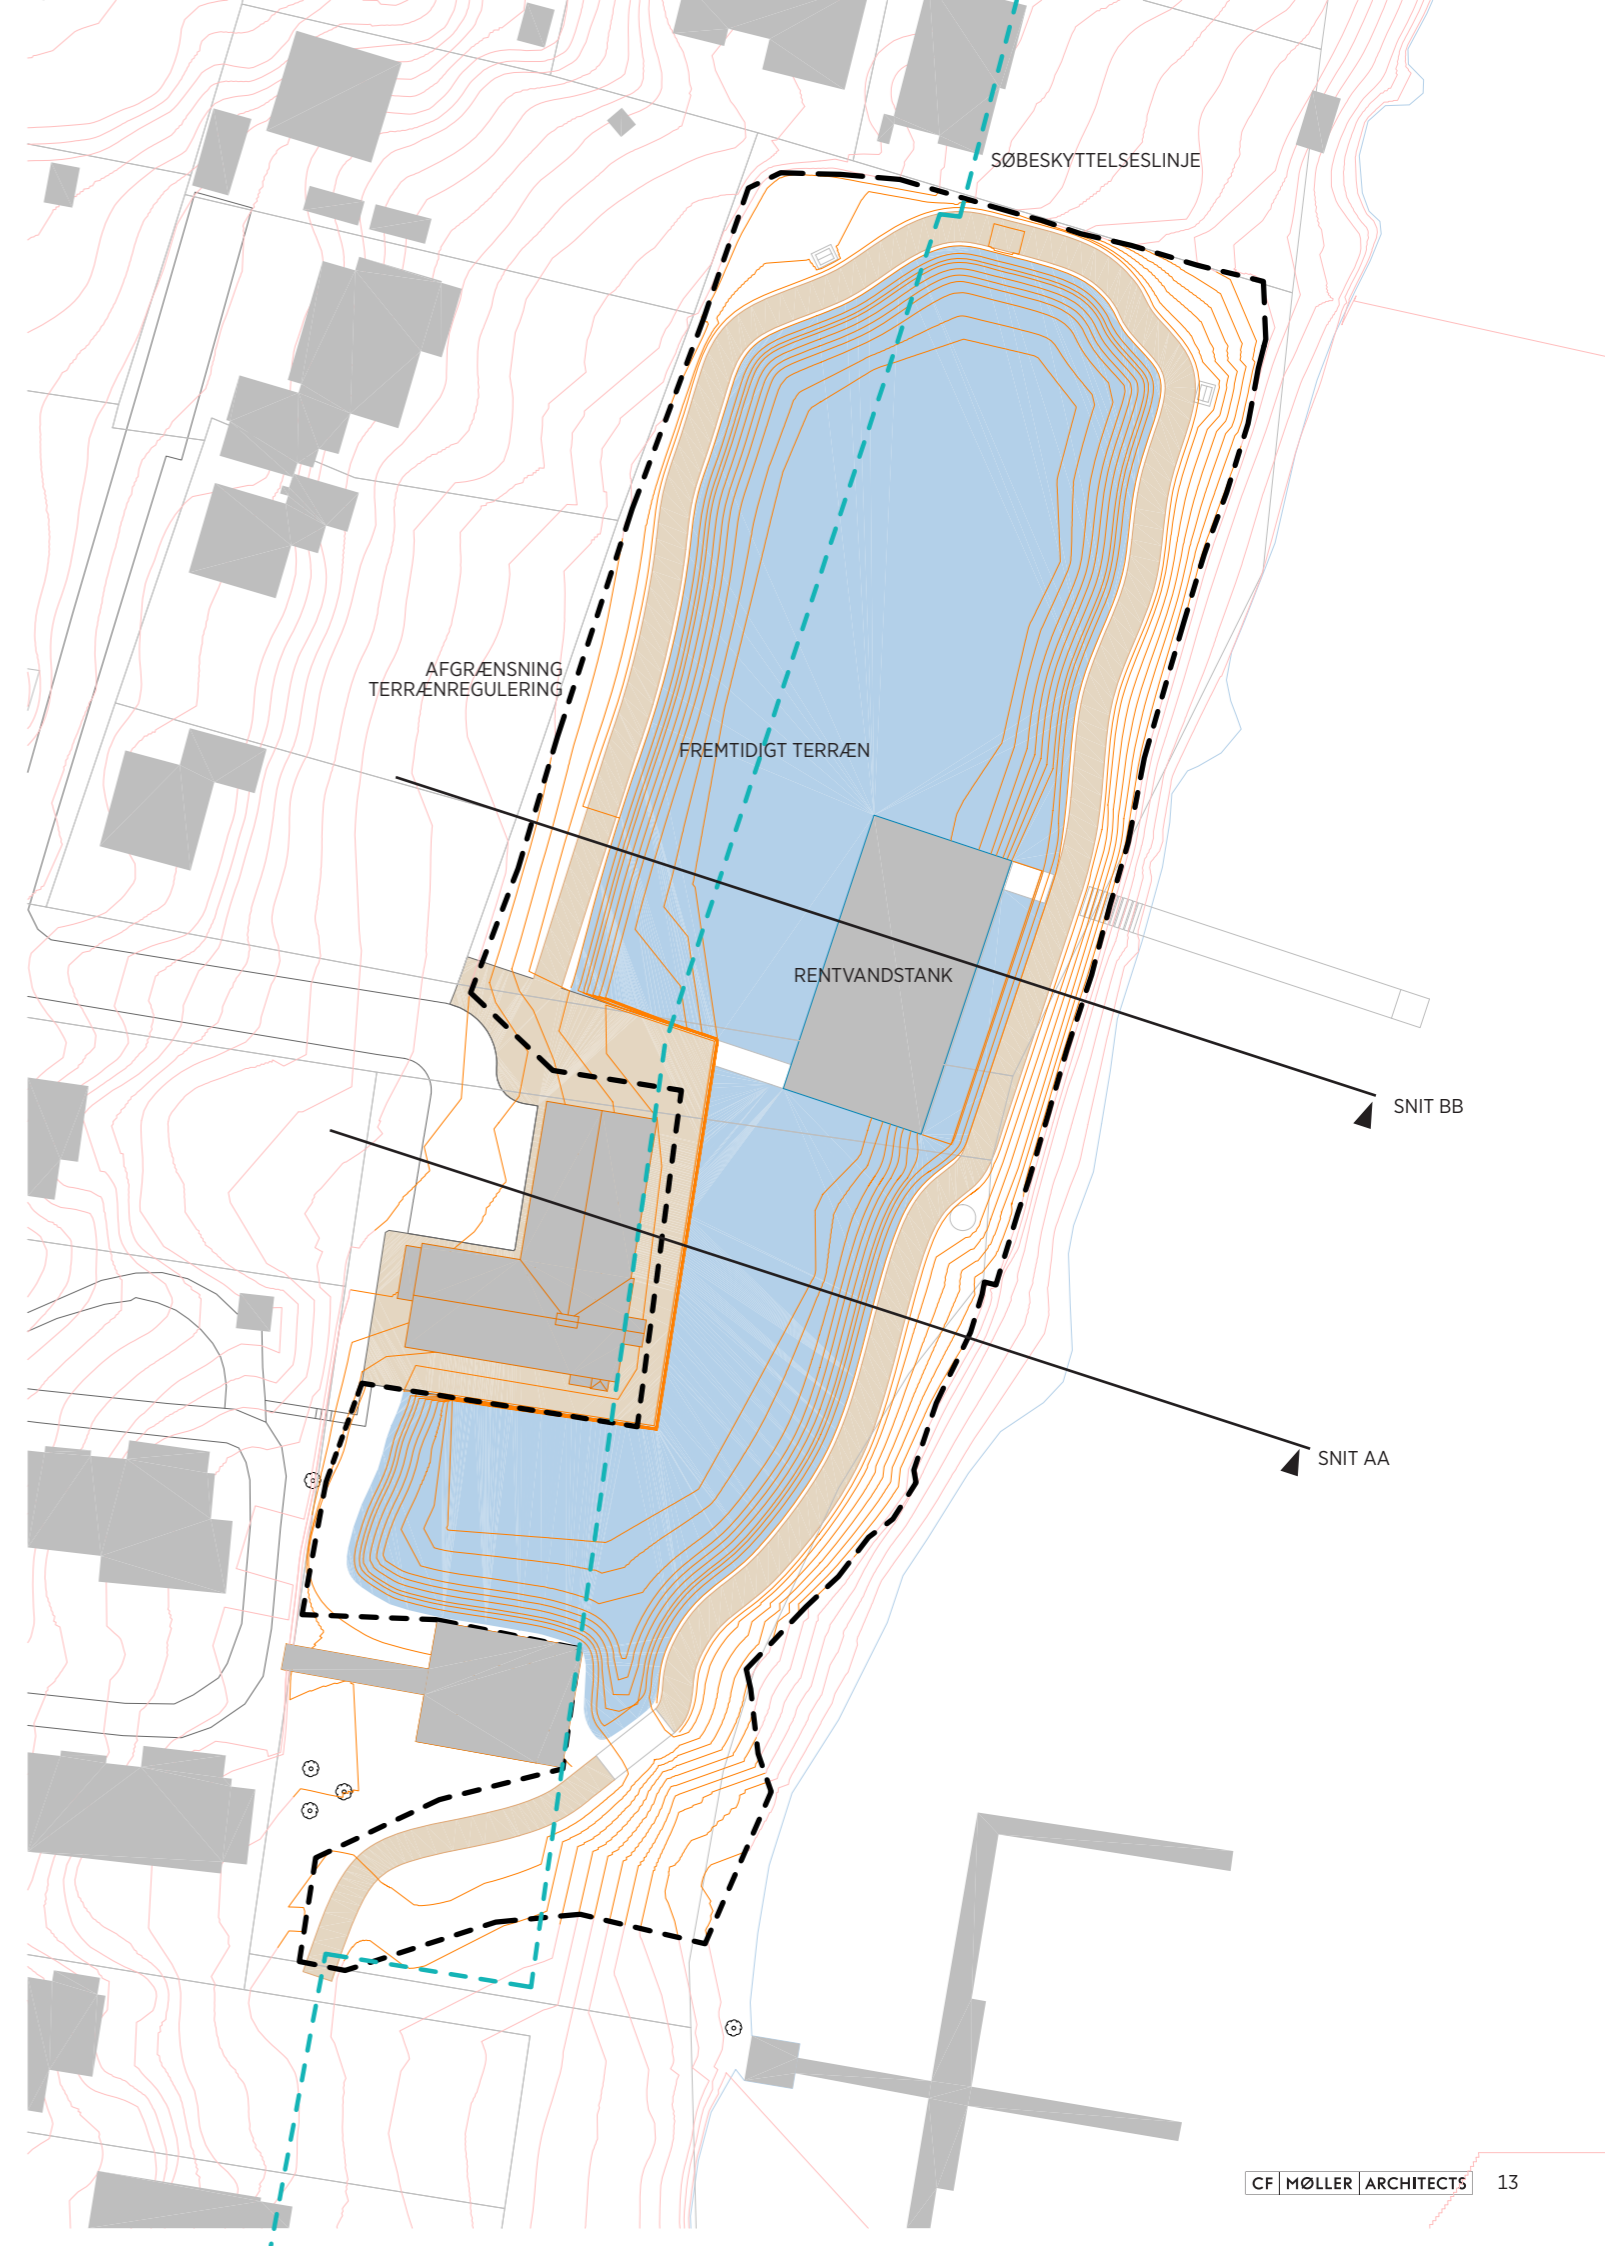 SØBESKYTTELSESLINJE
AFGRÆNSNING
TERRÆNREGULERING
FREMTIDIGT TERRÆN
RENTVANDSTANK
SNIT BB
SNIT AA
CF MØLLER ARCHITECTS 13